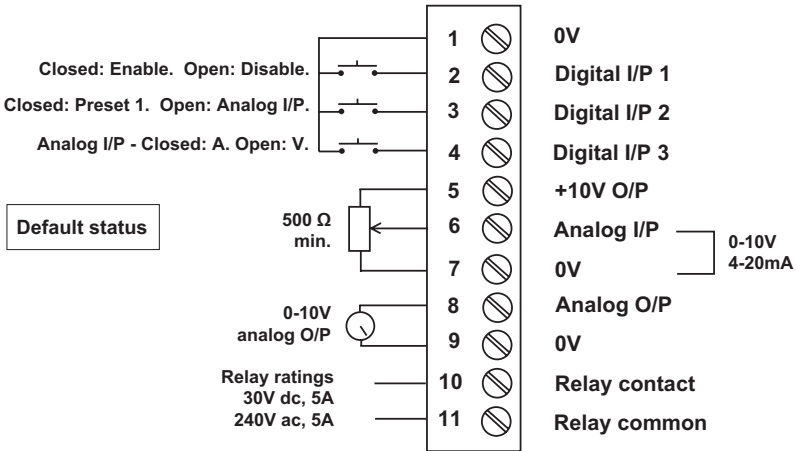 1 0V
Closed: Enable. Open: Disable. 2 Digital I/P 1
Closed: Preset 1. Open: Analog I/P. 3 Digital I/P 2
Analog I/P - Closed: A. Open: V. 4 Digital I/P 3
5 +10V O/P
Default status
500 Ω
min.
6 Analog I/P
0-10V
4-20mA
7 0V
8 Analog O/P
0-10V
analog O/P
9 0V
Relay ratings
30V dc, 5A
240V ac, 5A
10 Relay contact
11 Relay common